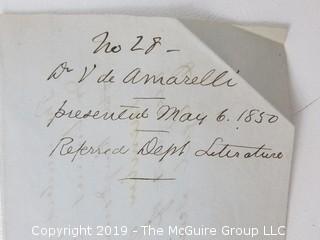 No 28 -
Dr V de Amarelli
presented May 6. 1850
Referred Dept Literature
Copyright 2019 - The McGuire Group LLC